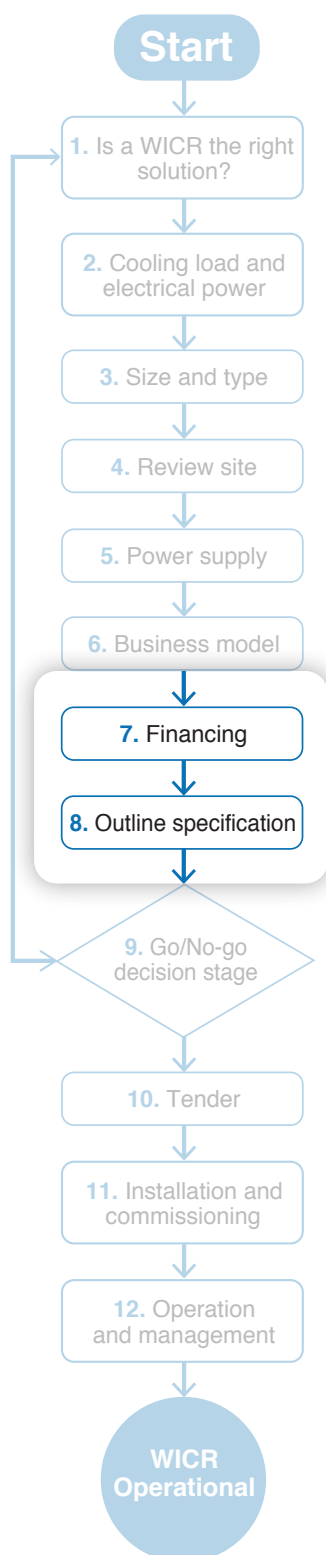 Start
1. Is a WICR the right
solution?
2. Cooling load and
electrical power
3. Size and type
4. Review site
5. Power supply
6. Business model
7. Financing
8. Outline specification
9. Go/No-go
decision stage
10. Tender
11. Installation and
commissioning
12. Operation
and management
WICR
Operational